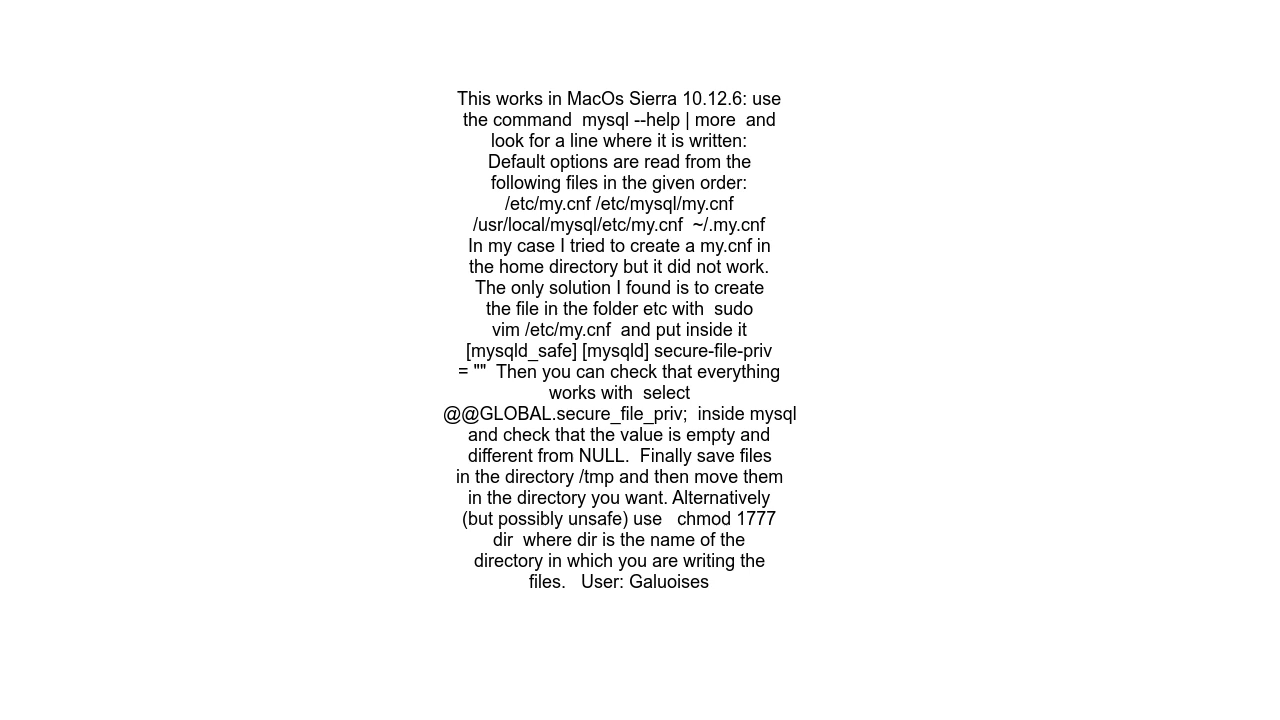 This works in MacOs Sierra 10.12.6: use
the command  mysql --help | more  and
look for a line where it is written:
Default options are read from the
following files in the given order:
/etc/my.cnf /etc/mysql/my.cnf
/usr/local/mysql/etc/my.cnf  ~/.my.cnf
In my case I tried to create a my.cnf in
the home directory but it did not work.
The only solution I found is to create
the file in the folder etc with  sudo
vim /etc/my.cnf  and put inside it
[mysqld_safe] [mysqld] secure-file-priv
= ""  Then you can check that everything
works with  select
@@GLOBAL.secure_file_priv;  inside mysql
and check that the value is empty and
different from NULL.  Finally save files
in the directory /tmp and then move them
in the directory you want. Alternatively
(but possibly unsafe) use   chmod 1777
dir  where dir is the name of the
directory in which you are writing the
files.   User: Galuoises